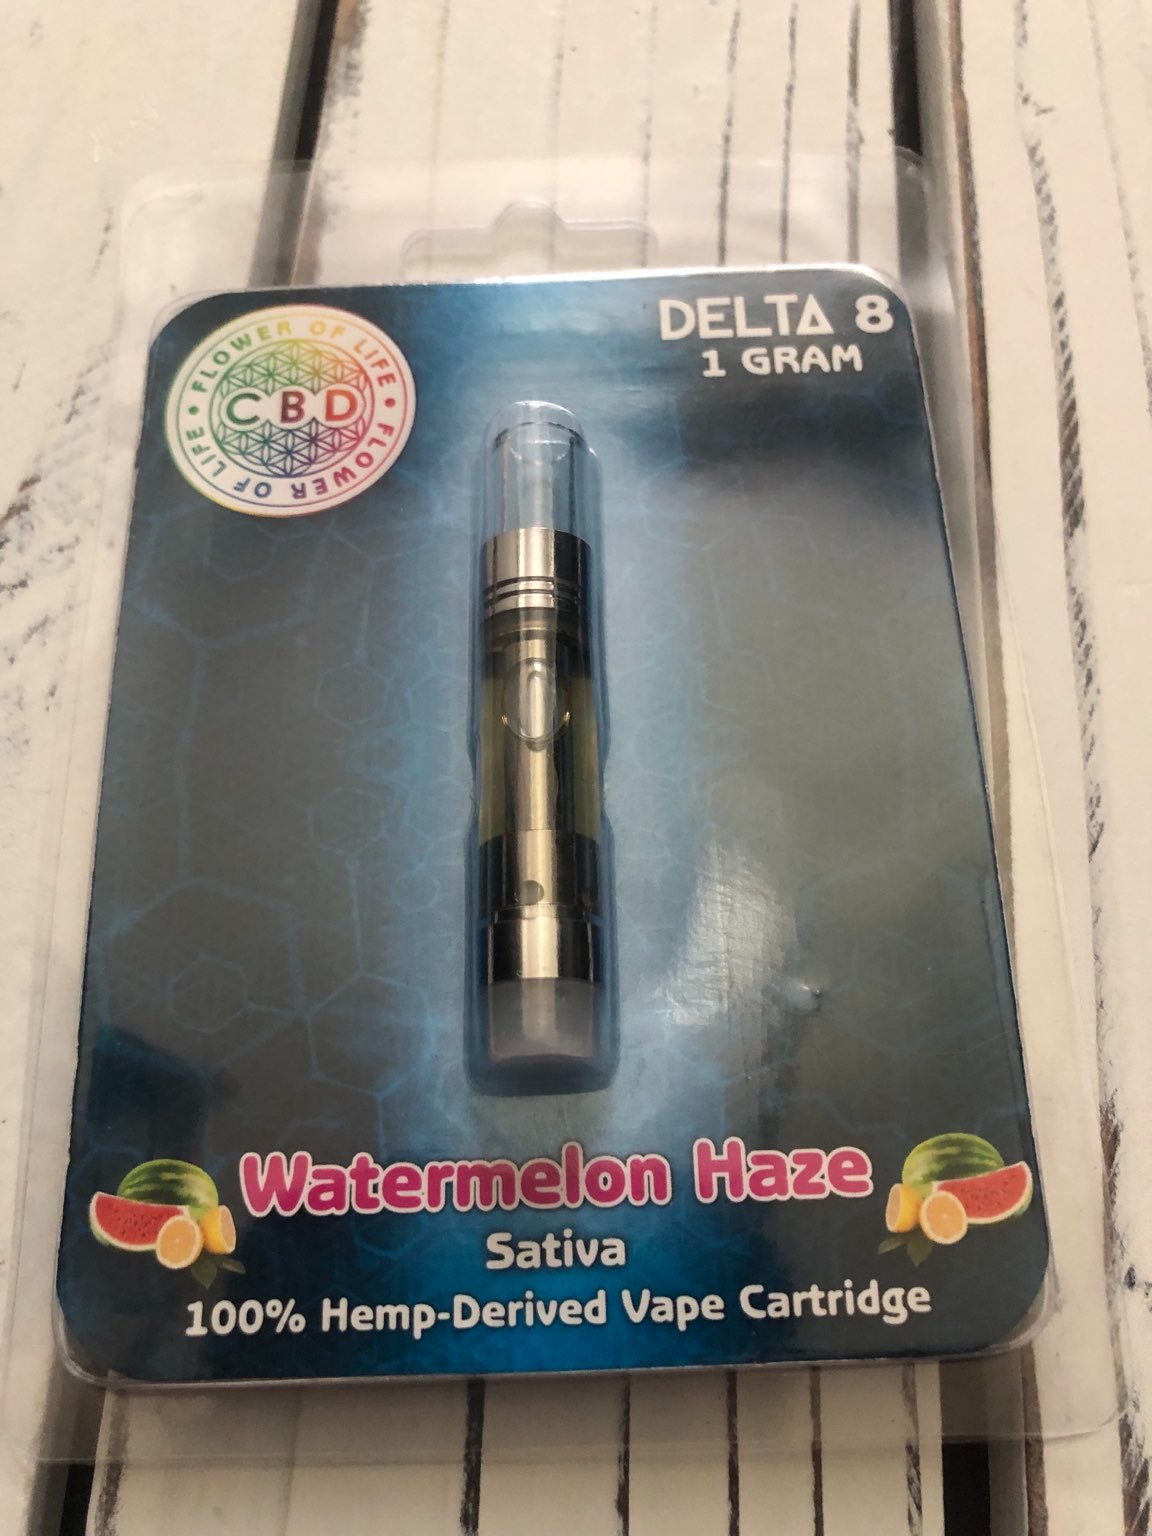 FLOWER OF LIFE • FLOWER OF LIFE •
CBD
DELTA 8
1 GRAM
Watermelon Haze
Sativa
100% Hemp-Derived Vape Cartridge